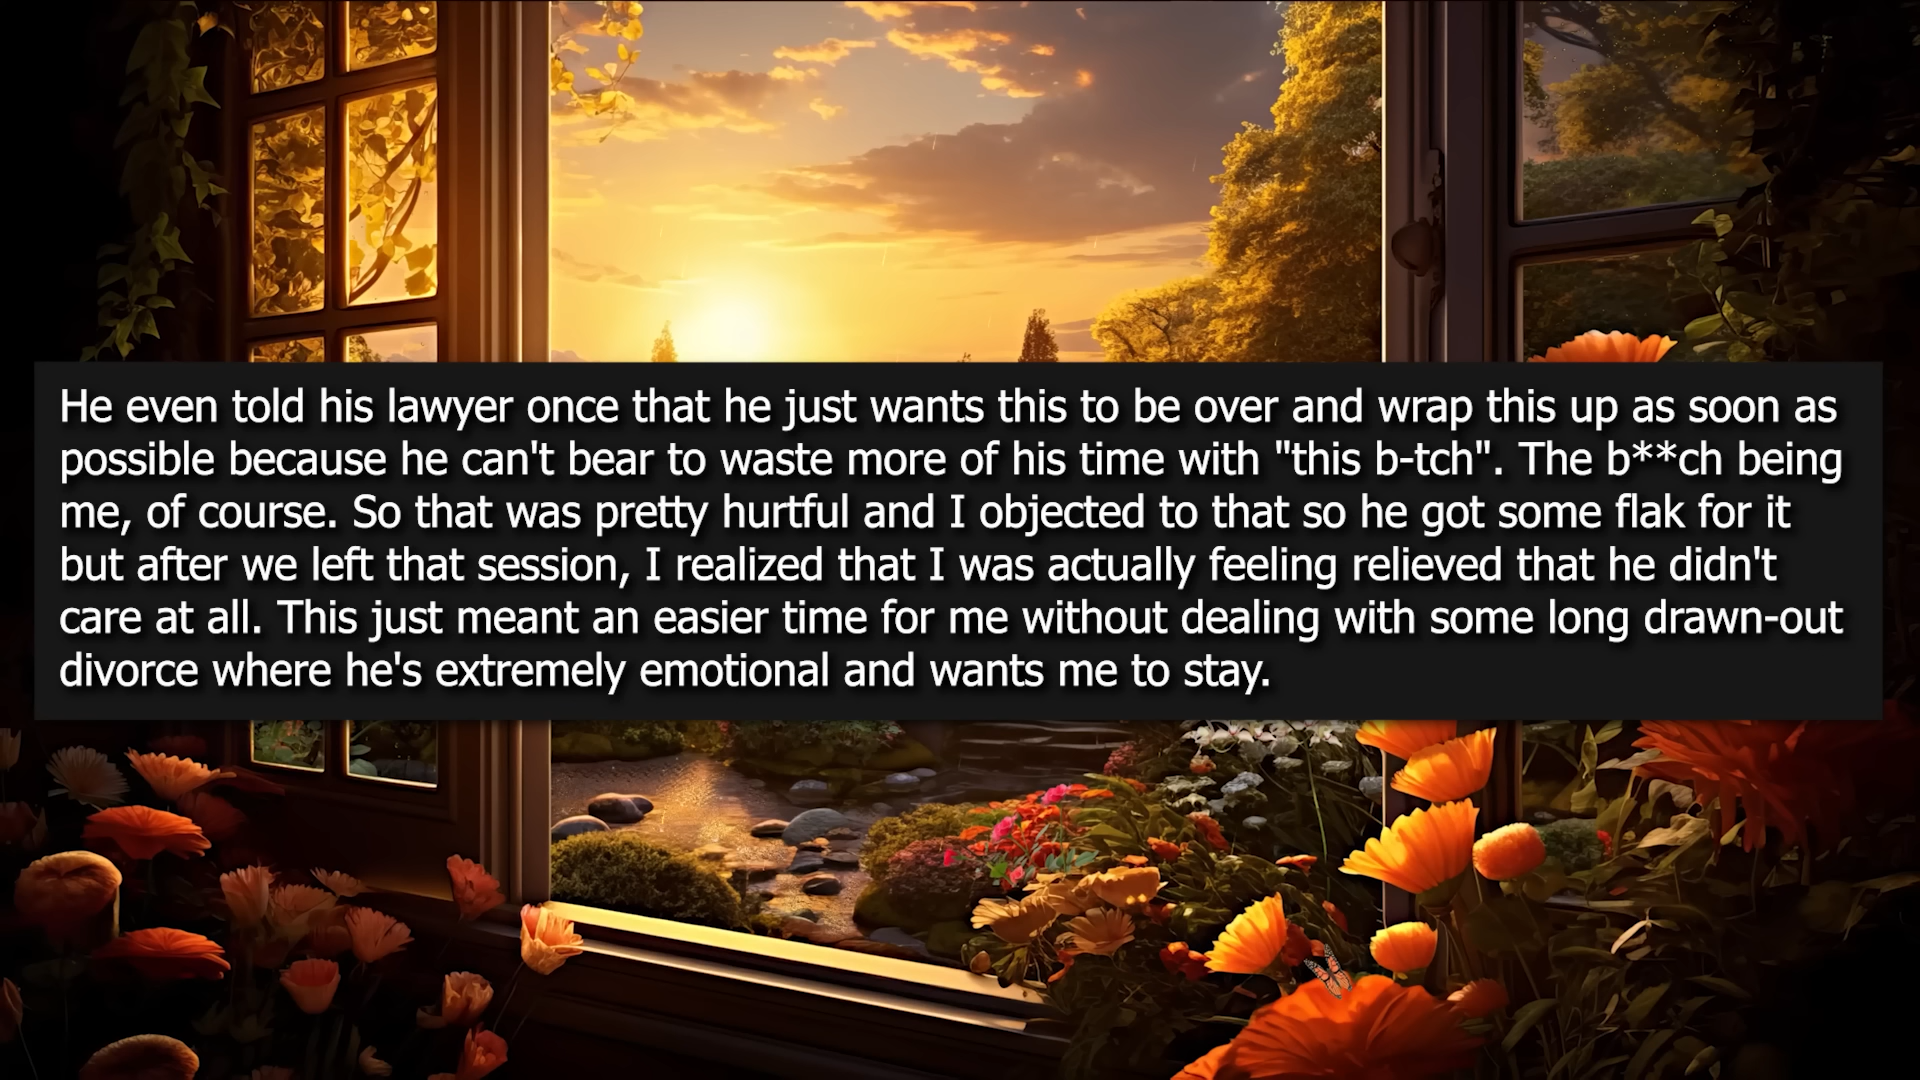 He even told his lawyer once that he just wants this to be over and wrap this up as soon as
possible because he can't bear to waste more of his time with "this b-tch". The b**ch being
me, of course. So that was pretty hurtful and I objected to that so he got some flak for it
but after we left that session, I realized that I was actually feeling relieved that he didn't
care at all. This just meant an easier time for me without dealing with some long drawn-out
divorce where he's extremely emotional and wants me to stay.